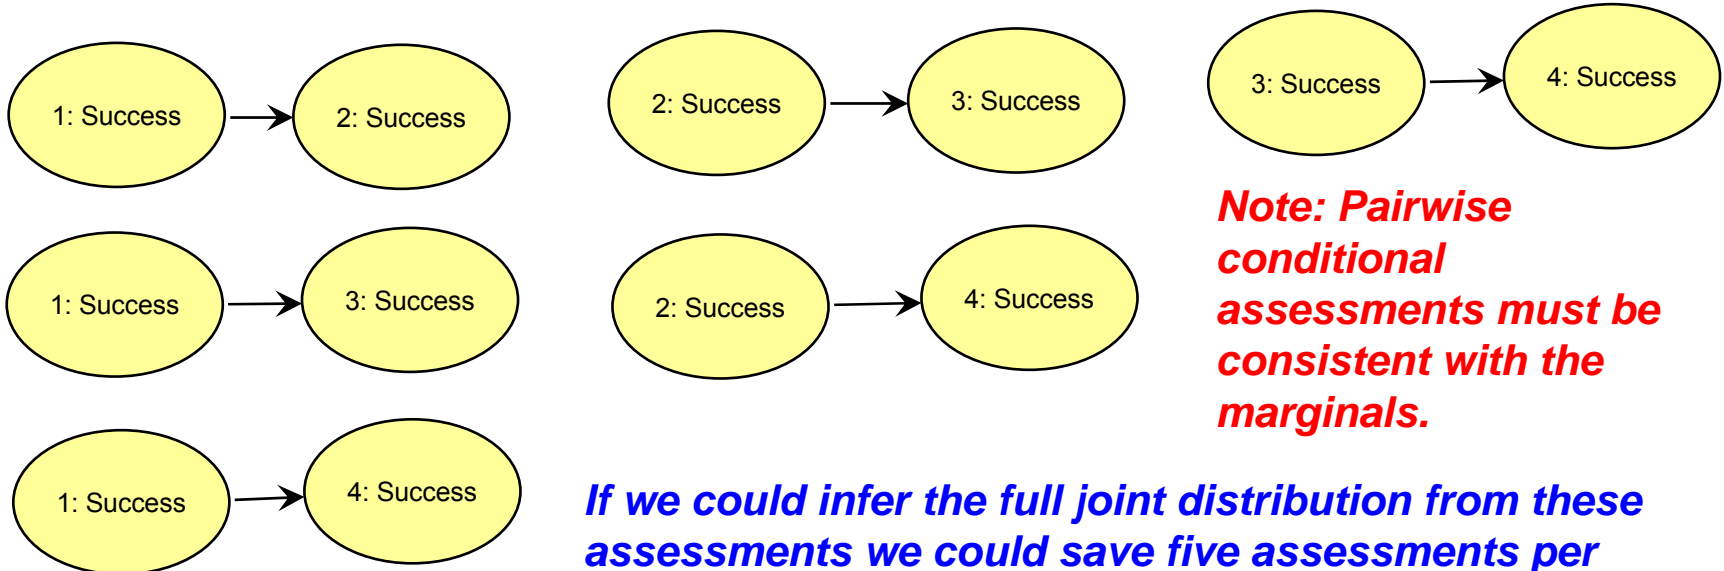 1: Success
2: Success
2: Success
3: Success
3: Success
4: Success
1: Success
3: Success
2: Success
4: Success
1: Success
4: Success
Note: Pairwise
conditional
assessments must be
consistent with the
marginals.
If we could infer the full joint distribution from these
assessments we could save five assessments per